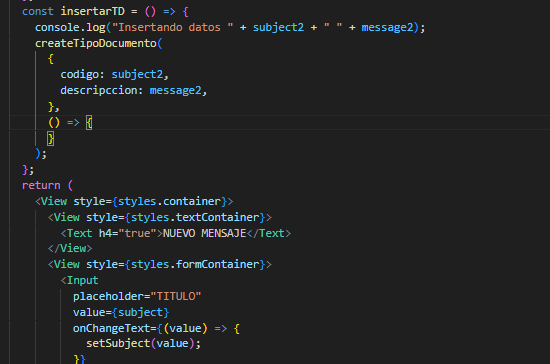 const insertarTD = () => {
console.log("Insertando datos " + subject2 + " " + message2);
createTipoDocumento(
{
codigo: subject2,
descripccion: message2,
},
() => {
}
);
};
return (
<View style={styles.container}>
<View style={styles.textContainer}>
<Text h4="true">NUEVO MENSAJE</Text>
</View>
<View style={styles.formContainer}>
<Input
placeholder="TITULO"
value={subject}
onChangeText={(value) => {
setSubject(value);
}}